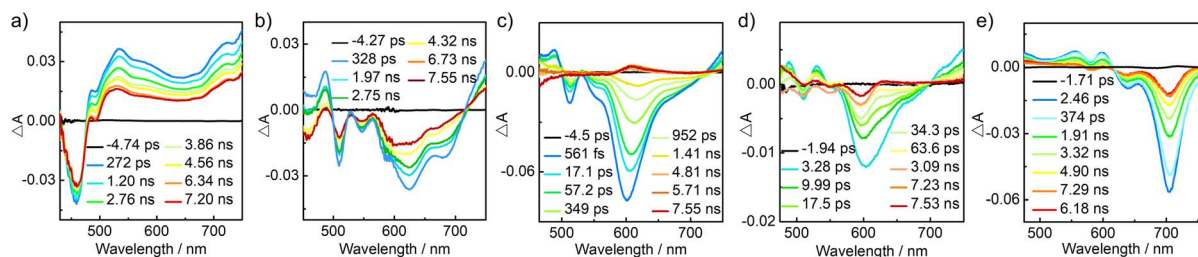 a)
0.03
0.00
-0.03
△A
-4.74 ps
272 ps
1.20 ns
2.76 ns
3.86 ns
4.56 ns
6.34 ns
7.20 ns
500 600 700
Wavelength / nm
b)
0.03
0.00
-0.03
△A
-4.27 ps
328 ps
1.97 ns
2.75 ns
4.32 ns
6.73 ns
7.55 ns
500 600 700
Wavelength / nm
c)
0.00
-0.06
△A
-4.5 ps
561 fs
17.1 ps
57.2 ps
349 ps
952 ps
1.41 ns
4.81 ns
5.71 ns
7.55 ns
500 600 700
Wavelength / nm
d)
0.00
-0.01
-0.02
△A
-1.94 ps
3.28 ps
9.99 ps
17.5 ps
34.3 ps
63.6 ps
3.09 ns
7.23 ns
7.53 ns
500 600 700
Wavelength / nm
e)
0.00
-0.03
-0.06
△A
-1.71 ps
2.46 ps
374 ps
1.91 ns
3.32 ns
4.90 ns
7.29 ns
6.18 ns
500 600 700
Wavelength / nm